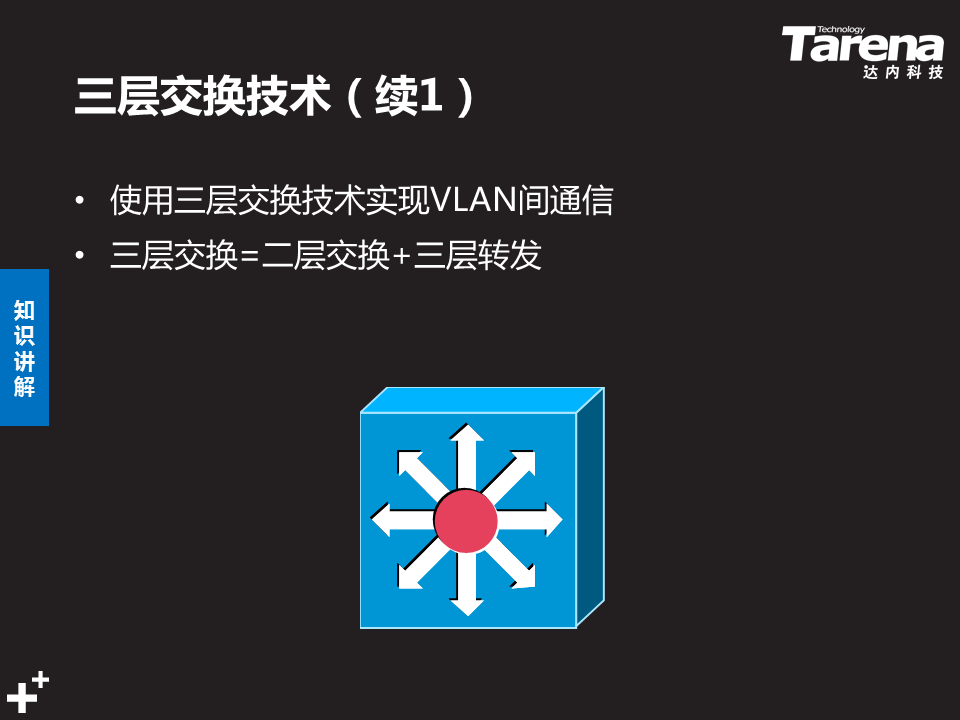 Technology
Tarena
达内科技
三层交换技术（续1）
• 使用三层交换技术实现VLAN间通信
• 三层交换=二层交换+三层转发
知识讲解